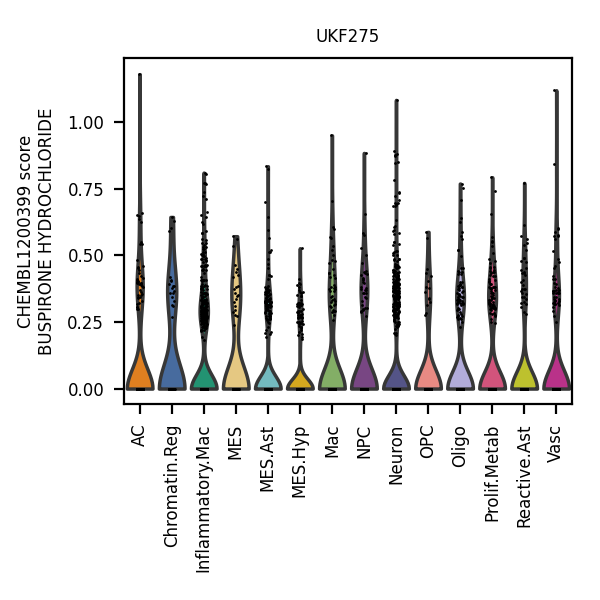 UKF275
CHEMBL1200399 score
BUSPIRONE HYDROCHLORIDE
1.00
0.75
0.50
0.25
0.00
AC
Chromatin.Reg
Inflammatory.Mac
MES
MES.Ast
MES.Hyp
Mac
NPC
Neuron
OPC
Oligo
Prolif.Metab
Reactive.Ast
Vasc